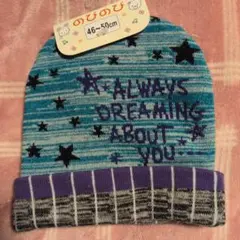 のびのび
46~50cm
ALWAYS
DREAMING
ABOUT
YOU